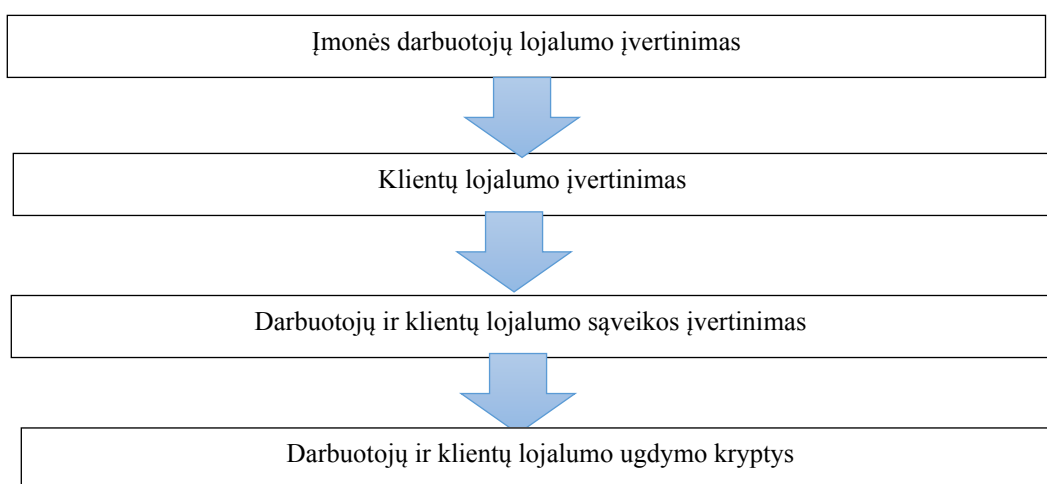 Įmonės darbuotojų lojalumo įvertinimas
Klientų lojalumo įvertinimas
Darbuotojų ir klientų lojalumo sąveikos įvertinimas
Darbuotojų ir klientų lojalumo ugdymo kryptys